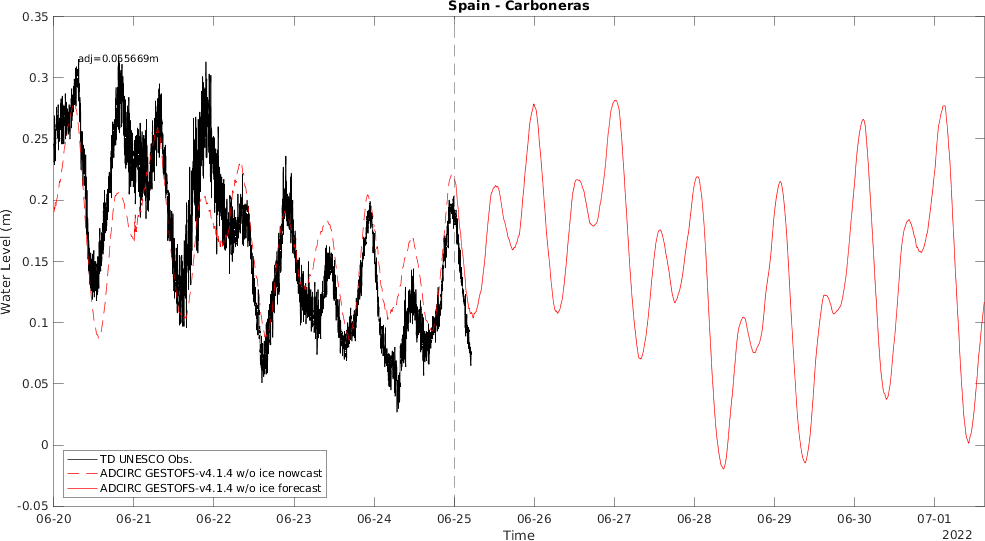 Spain - Carboneras
0.35
0.3
0.25
0.2
0.15
0.1
0.05
0
-0.05
Water Level (m)
adj=0.055669m
TD UNESCO Obs.
ADCIRC GESTOFS-v4.1.4 w/o ice nowcast
ADCIRC GESTOFS-v4.1.4 w/o ice forecast
06-20 06-21 06-22 06-23 06-24 06-25 06-26 06-27 06-28 06-29 06-30 07-01
Time
2022